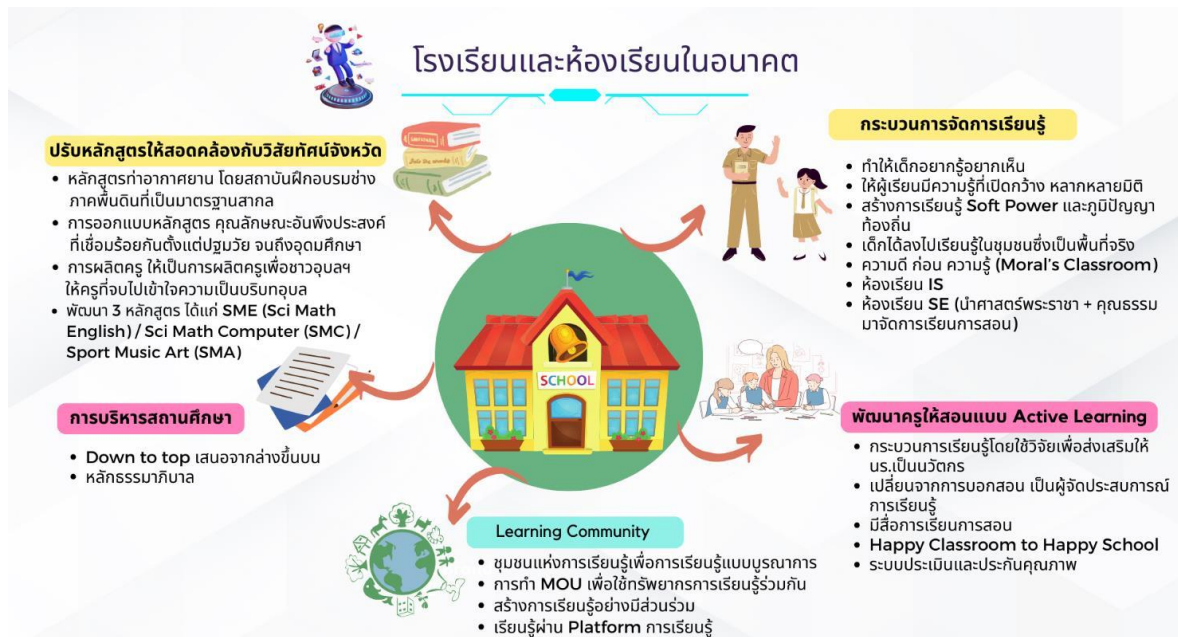 โรงเรียนและห้องเรียนในอนาคต
ปรับหลักสูตรให้สอดคล้องกับวิสัยทัศน์จังหวัด
• หลักสูตรท่าอากาศยาน โดยสถาบันฝึกอบรมช่าง
ภาคพื้นดินที่เป็นมาตรฐานสากล
• การออกแบบหลักสูตร คุณลักษณะอันพึงประสงค์
ที่เชื่อมร้อยกันตั้งแต่ปฐมวัย จนถึงอุดมศึกษา
• การผลิตครู ให้เป็นการผลิตครูเพื่อชาวอุบลฯ
ให้ครูที่จบไปเข้าใจความเป็นบริบทอุบล
• พัฒนา 3 หลักสูตร ได้แก่ SME (Sci Math
English) / Sci Math Computer (SMC) /
Sport Music Art (SMA)
การบริหารสถานศึกษา
• Down to top เสนอจากล่างขึ้นบน
• หลักธรรมาภิบาล
SCHOOL
Learning Community
• ชุมชนแห่งการเรียนรู้เพื่อการเรียนรู้แบบบูรณาการ
• การทำ MOU เพื่อใช้ทรัพยากรการเรียนรู้ร่วมกัน
• สร้างการเรียนรู้อย่างมีส่วนร่วม
• เรียนรู้ผ่าน Platform การเรียนรู้
กระบวนการจัดการเรียนรู้
• ทำให้เด็กอยากรู้อยากเห็น
• ให้ผู้เรียนมีความรู้ที่เปิดกว้าง หลากหลายมิติ
• สร้างการเรียนรู้ Soft Power และภูมิปัญญา
ท้องถิ่น
• เด็กได้ลงไปเรียนรู้ในชุมชนซึ่งเป็นพื้นที่จริง
• ความดี ก่อน ความรู้ (Moral's Classroom)
• ห้องเรียน IS
• ห้องเรียน SE (นำศาสตร์พระราชา + คุณธรรม
มาจัดการเรียนการสอน)
พัฒนาครูให้สอนแบบ Active Learning
• กระบวนการเรียนรู้โดยใช้วิจัยเพื่อส่งเสริมให้
นร.เป็นนวัตกร
• เปลี่ยนจากการบอกสอน เป็นผู้จัดประสบการณ์
การเรียนรู้
• มีสื่อการเรียนการสอน
• Happy Classroom to Happy School
• ระบบประเมินและประกันคุณภาพ